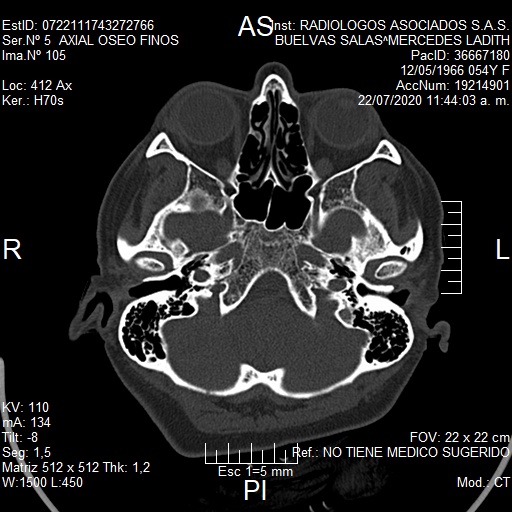 EstID: 0722111743272766
Ser.Nº 5 AXIAL OSEO FINOS
Ima.Nº 105
Loc: 412 Ax
Ker.: H70s
AS
Inst: RADIOLOGOS ASOCIADOS S.A.S.
BUELVAS SALAS^MERCEDES LADITH
PacID: 36667180
12/05/1966 054Y F
AccNum: 19214901
22/07/2020 11:44:03 a. m.
R
L
KV: 110
mA: 134
Tilt: -8
Seg: 1,5
Matriz 512 x 512 Thk: 1,2
W:1500 L:450
Esc 1=5 mm
PI
FOV: 22 x 22 cm
Ref.: NO TIENE MEDICO SUGERIDO
Mod.: CT